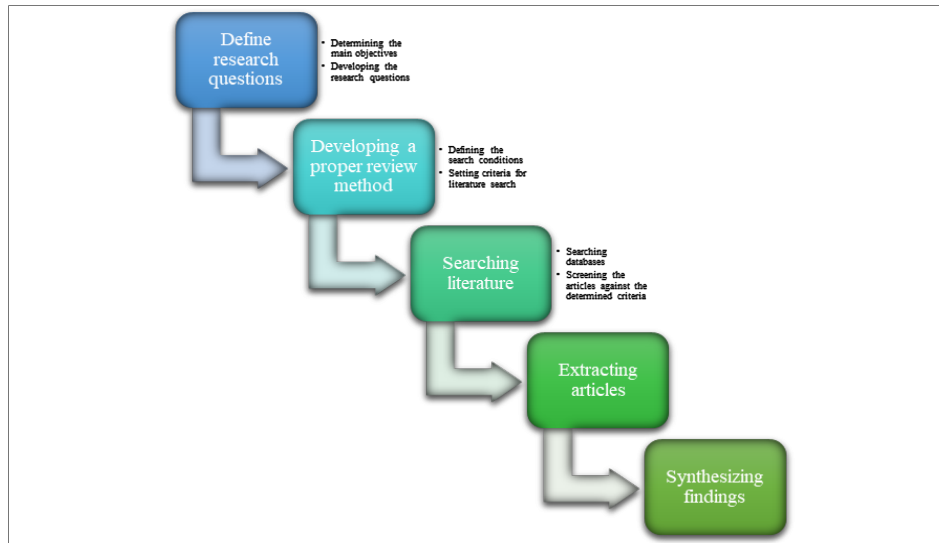 Define
research
questions
• Determining the
main objectives
• Developing the
research questions
Developing a
proper review
method
• Defining the
search conditions
• Setting criteria for
literature search
Searching
literature
• Searching
databases
• Screening the
articles against the
determined criteria
Extracting
articles
Synthesizing
findings